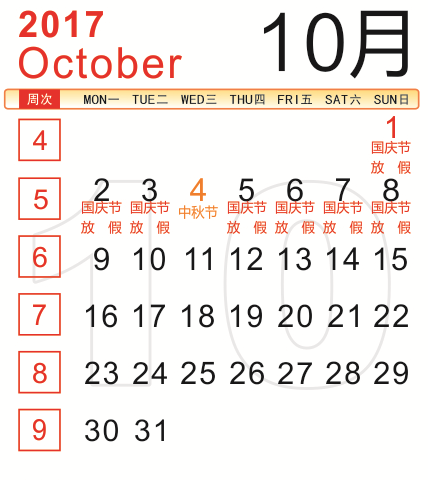 2017
October
10月
周次 MON一 TUE二 WED三 THU四 FRI五 SAT六 SUN日
4 1
国庆节
放 假
5 2 3 4 5 6 7 8
国庆节 国庆节 中秋节 国庆节 国庆节 国庆节 国庆节
放 假 放 假 放 假 放 假 放 假 放 假
6 9 10 11 12 13 14 15
7 16 17 18 19 20 21 22
8 23 24 25 26 27 28 29
9 30 31
10